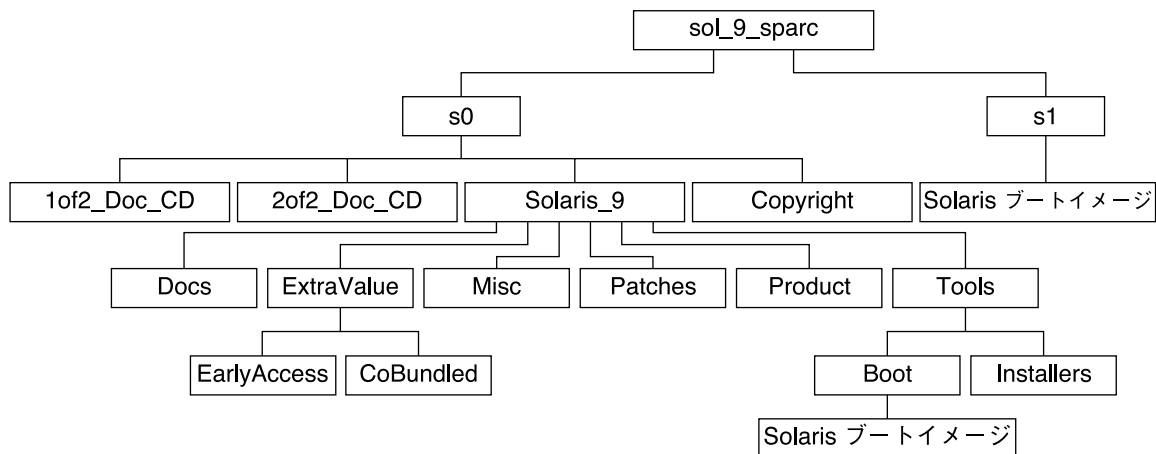 sol_9_sparc
s0
s1
1of2_Doc_CD
2of2_Doc_CD
Solaris_9
Copyright
Solaris ブートイメージ
Docs
ExtraValue
Misc
Patches
Product
Tools
EarlyAccess
CoBundled
Boot
Installers
Solaris ブートイメージ